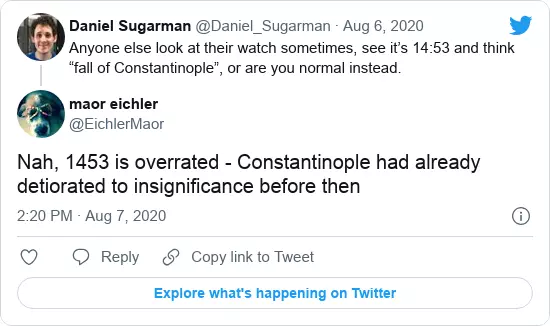 Daniel Sugarman @Daniel_Sugarman · Aug 6, 2020
Anyone else look at their watch sometimes, see it’s 14:53 and think
“fall of Constantinople”, or are you normal instead.
maor eichler
@EichlerMaor
Nah, 1453 is overrated - Constantinople had already
detiorated to insignificance before then
2:20 PM · Aug 7, 2020
Reply
Copy link to Tweet
Explore what's happening on Twitter